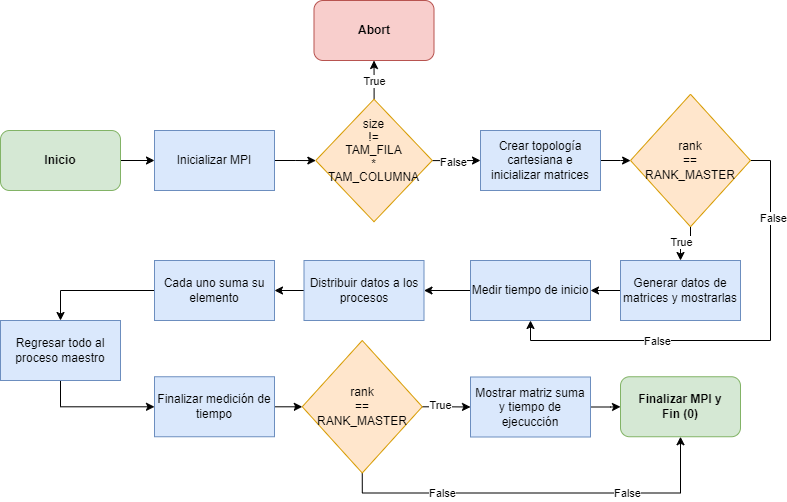 Abort
True
size
!=
TAM_FILA
*
TAM_COLUMNA
Inicio
Inicializar MPI
False
Crear topología
cartesiana e
inicializar matrices
rank
==
RANK_MASTER
False
True
Generar datos de
matrices y mostrarlas
Medir tiempo de inicio
Distribuir datos a los
procesos
Cada uno suma su
elemento
False
Regresar todo al
proceso maestro
Finalizar medición de
tiempo
rank
==
RANK_MASTER
True
Mostrar matriz suma
y tiempo de
ejecucción
Finalizar MPI y
Fin (0)
False
False